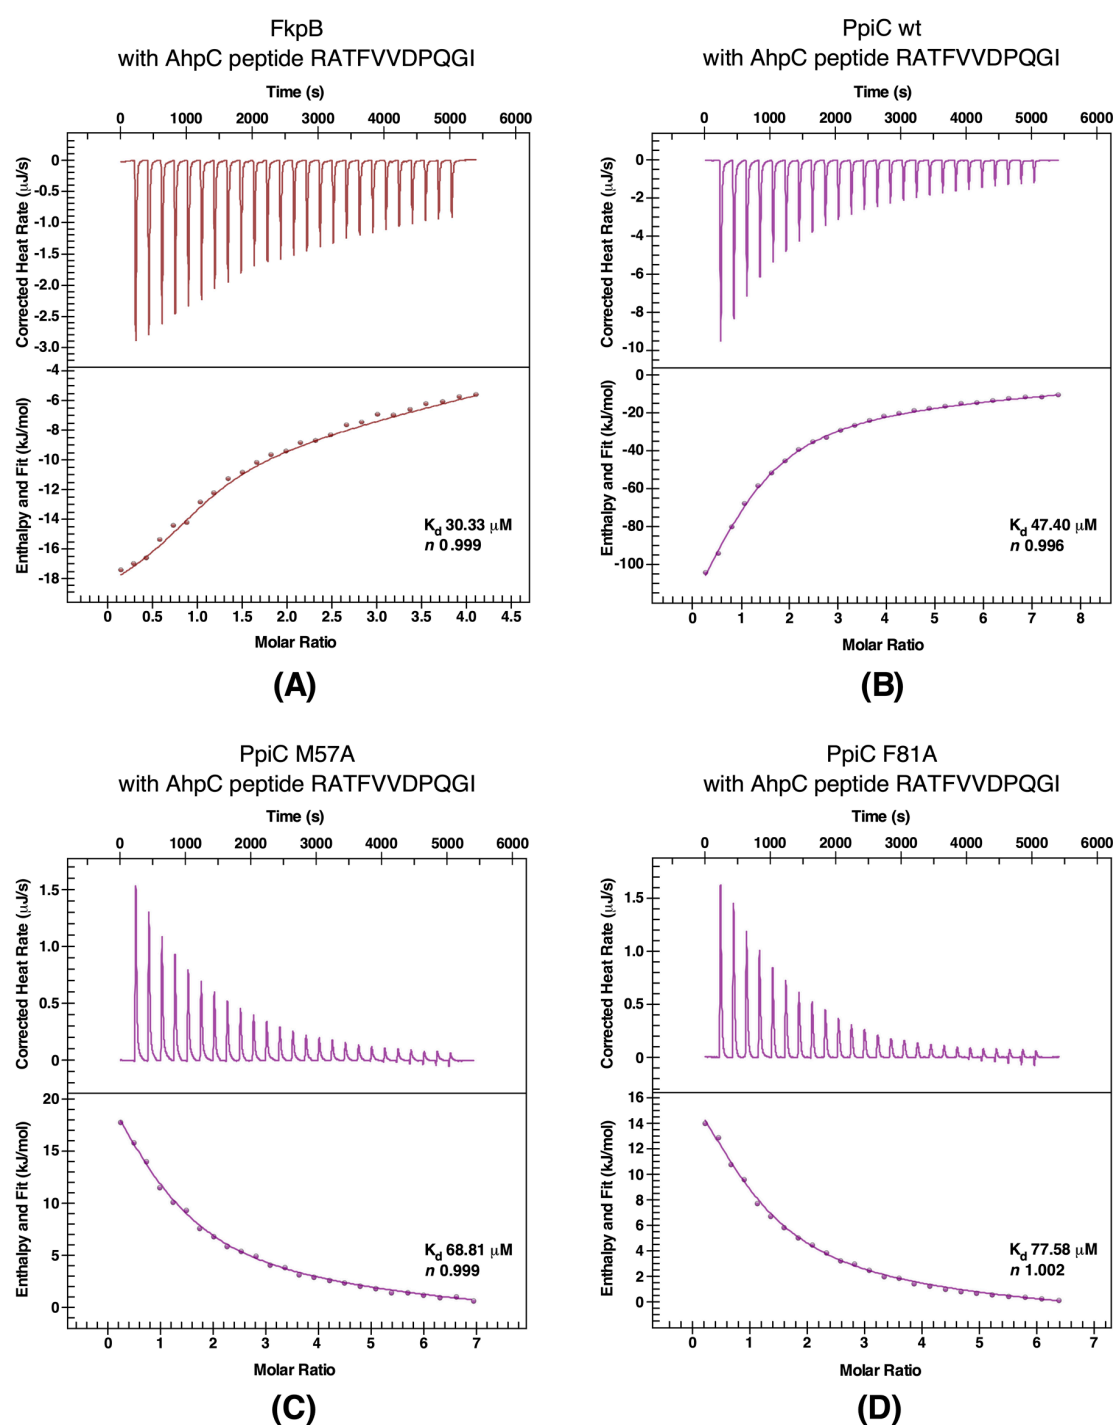 FkpB
with AhpC peptide RATFVVDPQGI
Time (s)
0 1000 2000 3000 4000 5000 6000
Corrected Heat Rate (µJ/s)
0
-0.5
-1.0
-1.5
-2.0
-2.5
-3.0
Enthalpy and Fit (kJ/mol)
-4
-6
-8
-10
-12
-14
-16
-18
Kd 30.33 µM
n 0.999
0 0.5 1.0 1.5 2.0 2.5 3.0 3.5 4.0 4.5
Molar Ratio
(A)
PpiC wt
with AhpC peptide RATFVVDPQGI
Time (s)
0 1000 2000 3000 4000 5000 6000
Corrected Heat Rate (µJ/s)
0
-2
-4
-6
-8
-10
Enthalpy and Fit (kJ/mol)
0
-20
-40
-60
-80
-100
Kd 47.40 µM
n 0.996
0 1 2 3 4 5 6 7 8
Molar Ratio
(B)
PpiC M57A
with AhpC peptide RATFVVDPQGI
Time (s)
0 1000 2000 3000 4000 5000 6000
Corrected Heat Rate (µJ/s)
1.5
1.0
0.5
0
Enthalpy and Fit (kJ/mol)
20
15
10
5
0
Kd 68.81 µM
n 0.999
0 1 2 3 4 5 6 7
Molar Ratio
(C)
PpiC F81A
with AhpC peptide RATFVVDPQGI
Time (s)
0 1000 2000 3000 4000 5000 6000
Corrected Heat Rate (µJ/s)
1.5
1.0
0.5
0
Enthalpy and Fit (kJ/mol)
16
14
12
10
8
6
4
2
0
Kd 77.58 µM
n 1.002
0 1 2 3 4 5 6 7
Molar Ratio
(D)